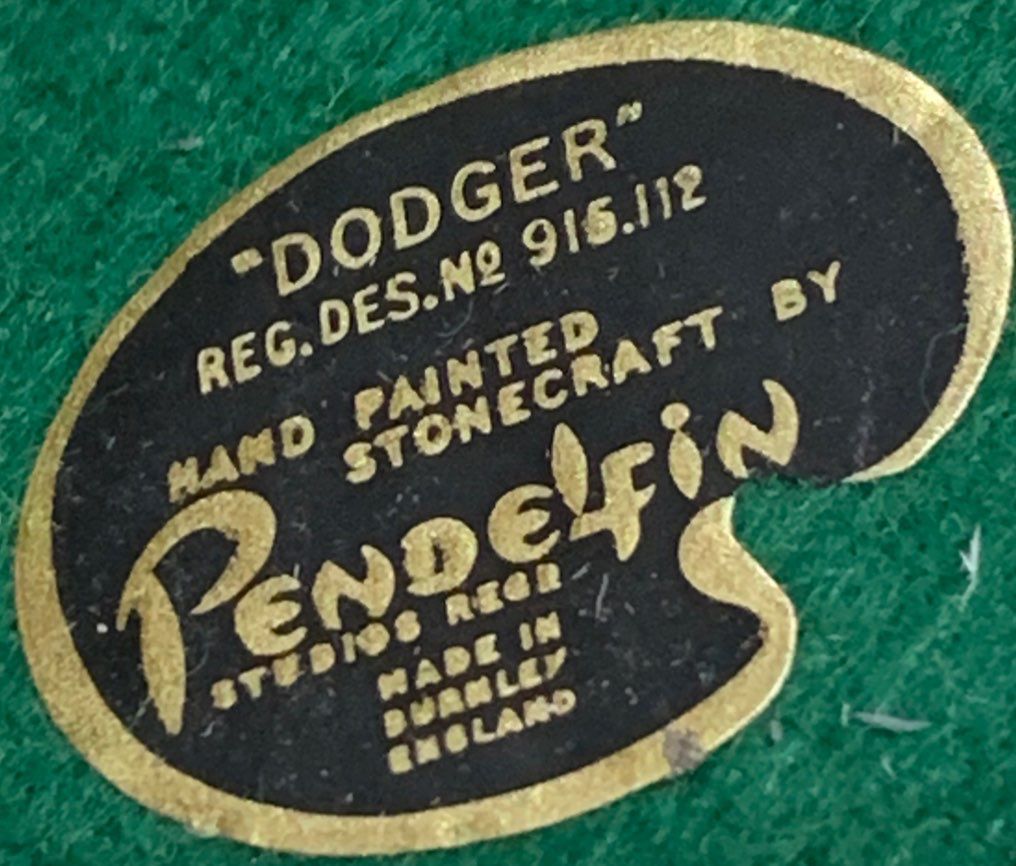 "DODGER"
REG. DES. Nº 915.112
HAND PAINTED
STONECRAFT BY
PENDELFIN
STUDIOS REGD
MADE IN
BURNLEY
ENGLAND